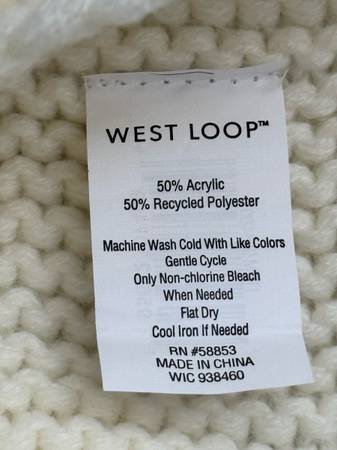 WEST LOOP™
50% Acrylic
50% Recycled Polyester
Machine Wash Cold With Like Colors
Gentle Cycle
Only Non-chlorine Bleach
When Needed
Flat Dry
Cool Iron If Needed
RN #58853
MADE IN CHINA
WIC 938460